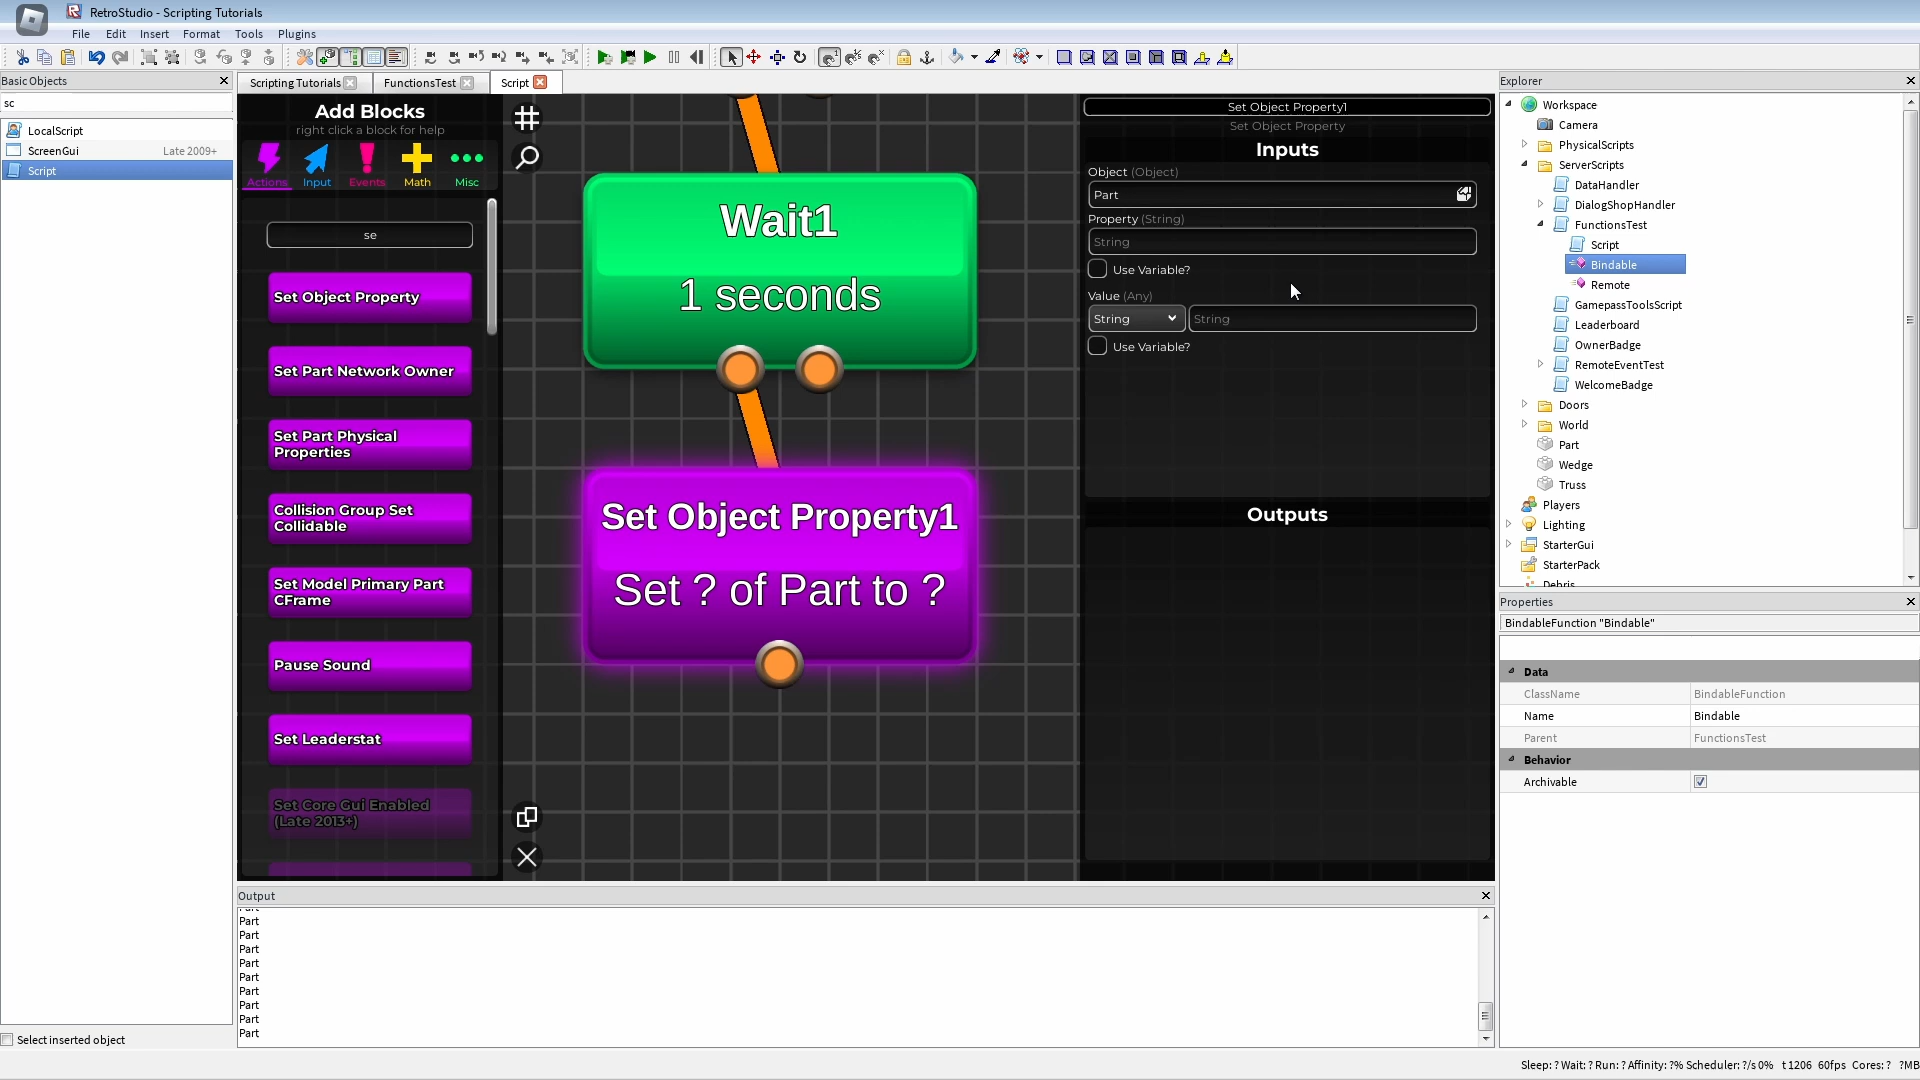 RetroStudio - Scripting Tutorials
File Edit Insert Format Tools Plugins
Basic Objects
sc
LocalScript
ScreenGui Late 2009+
Script
Select inserted object
Scripting Tutorials
FunctionsTest
Script
Add Blocks
right click a block for help
Actions Input Events Math Misc
se
Set Object Property
Set Part Network Owner
Set Part Physical
Properties
Collision Group Set
Collidable
Set Model Primary Part
CFrame
Pause Sound
Set Leaderstat
Set Core Gui Enabled
(Late 2013+)
Wait1
1 seconds
Set Object Property1
Set ? of Part to ?
Set Object Property1
Set Object Property
Inputs
Object (Object)
Part
Property (String)
String
Use Variable?
Value (Any)
String String
Use Variable?
Outputs
Output
Part
Part
Part
Part
Part
Part
Part
Part
Part
Part
Explorer
Workspace
Camera
PhysicalScripts
ServerScripts
DataHandler
DialogShopHandler
FunctionsTest
Script
Bindable
Remote
GamepassToolsScript
Leaderboard
OwnerBadge
RemoteEventTest
WelcomeBadge
Doors
World
Part
Wedge
Truss
Players
Lighting
StarterGui
StarterPack
Debris
Properties
BindableFunction "Bindable"
Data
ClassName BindableFunction
Name Bindable
Parent FunctionsTest
Behavior
Archivable
Sleep: ? Wait: ? Run: ? Affinity: ?% Scheduler: ?/s 0% t 1206 60fps Cores: ? ?MB